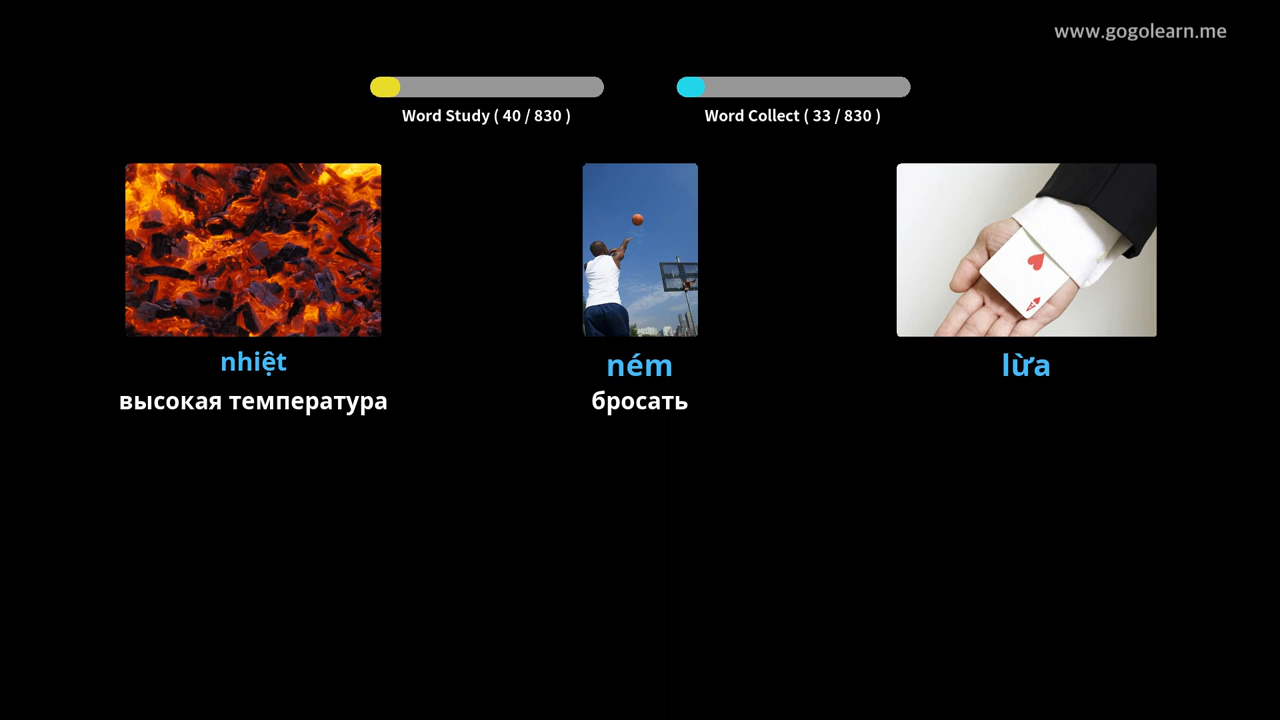 www.gogolearn.me
Word Study ( 40 / 830 )
Word Collect ( 33 / 830 )
nhiệt
высокая температура
ném
бросать
lừa